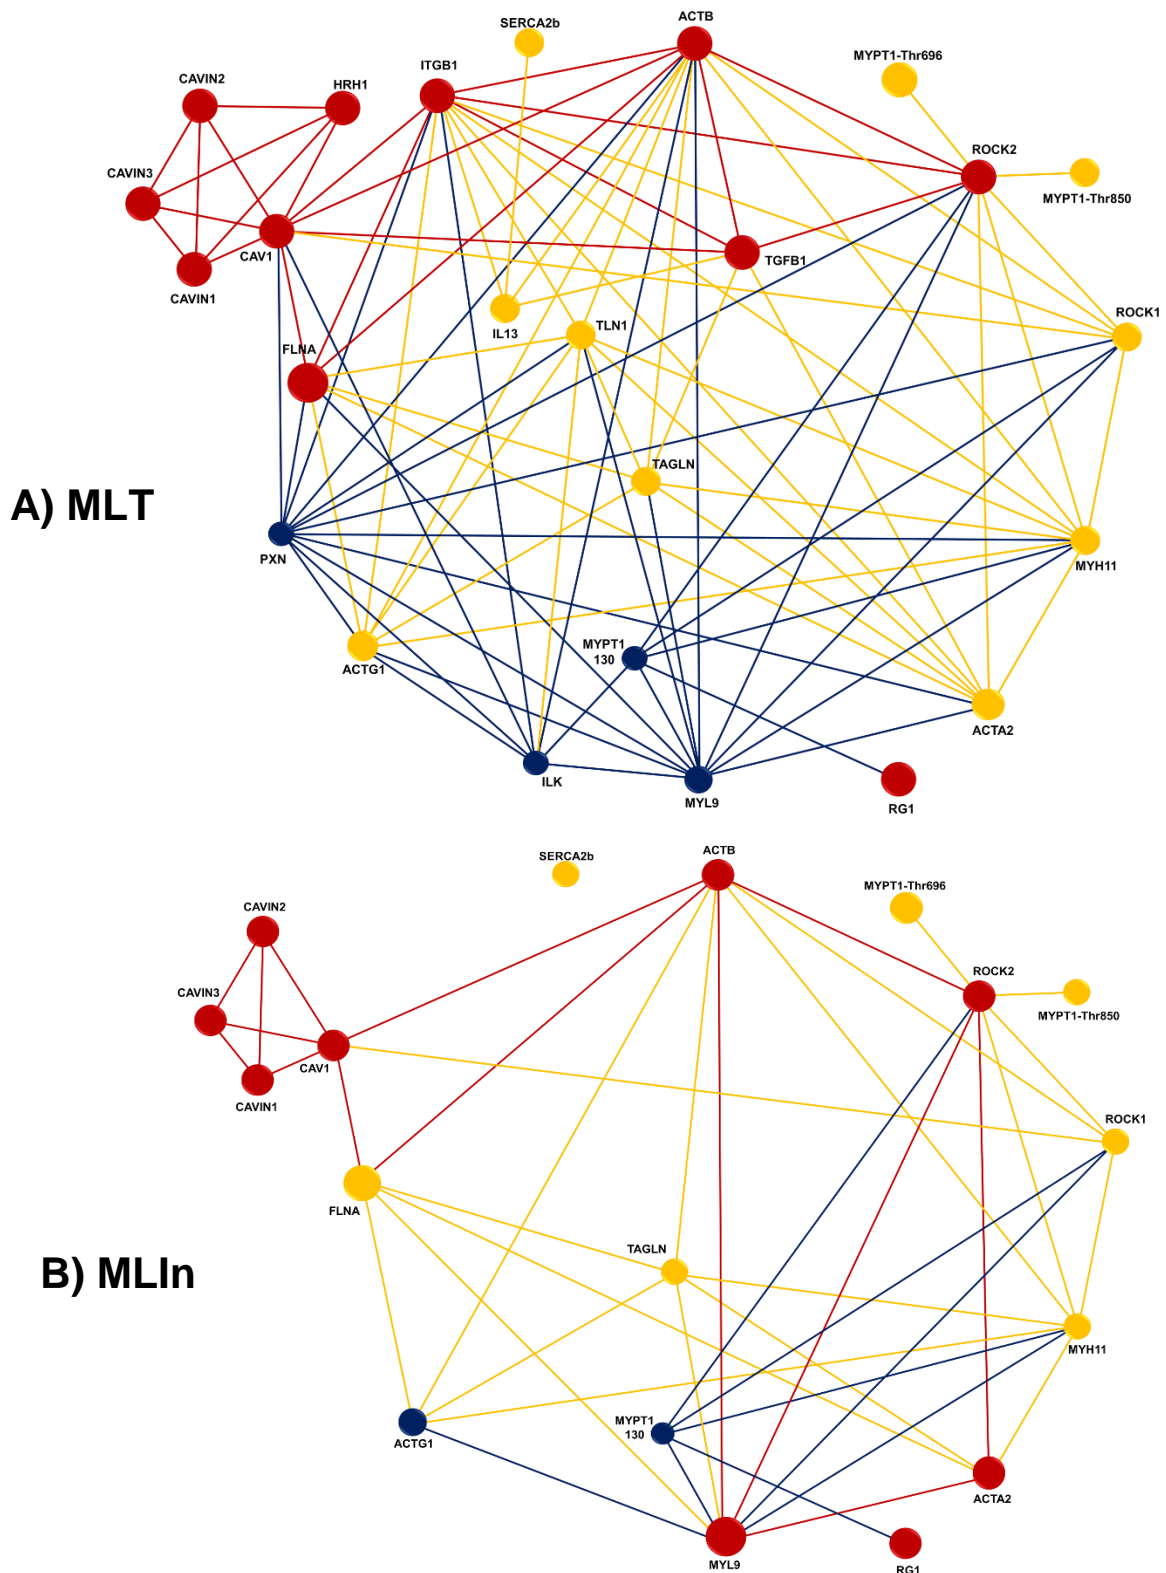 ACTB
SERCA2b
MYPT1-Thr696
ITGB1
CAVIN2
HRH1
ROCK2
CAVIN3
MYPT1-Thr850
CAV1
TGFB1
CAVIN1
ROCK1
IL13
TLN1
FLNA
TAGLN
A) MLT
PXN
MYH11
MYPT1
130
ACTG1
ACTA2
ILK
MYL9
RG1
ACTB
SERCA2b
MYPT1-Thr696
CAVIN2
ROCK2
CAVIN3
MYPT1-Thr850
CAV1
CAVIN1
ROCK1
FLNA
TAGLN
B) MLIn
MYH11
MYPT1
130
ACTG1
ACTA2
MYL9
RG1